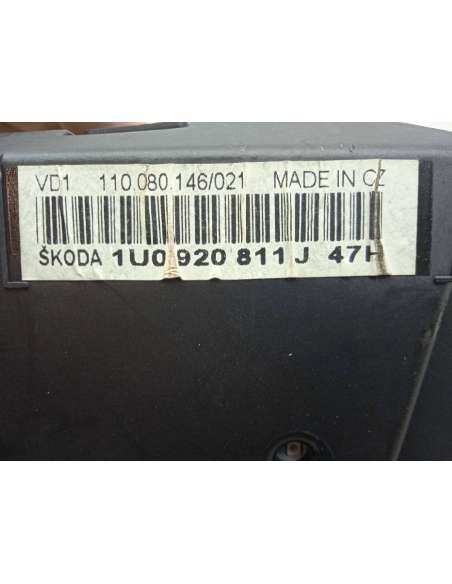 VD1 110.080.146/021 MADE IN CZ
ŠKODA 1U0 920 811 J 47H